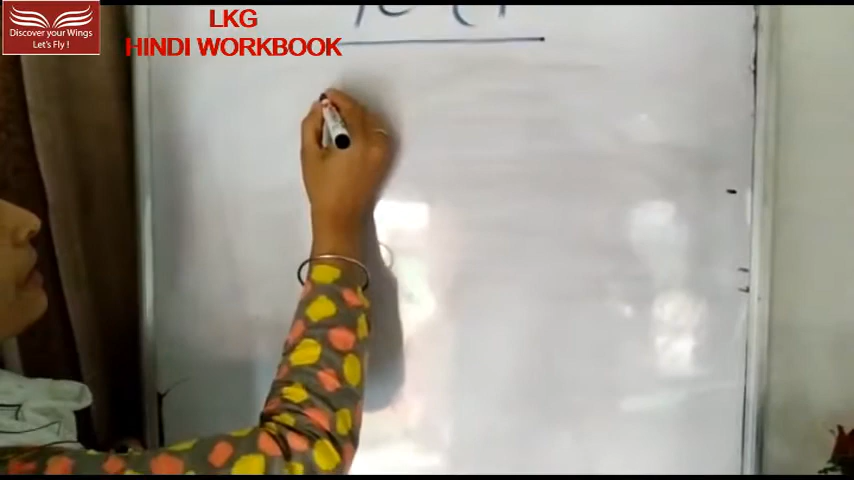 Discover your Wings
Let's Fly !
LKG
HINDI WORKBOOK